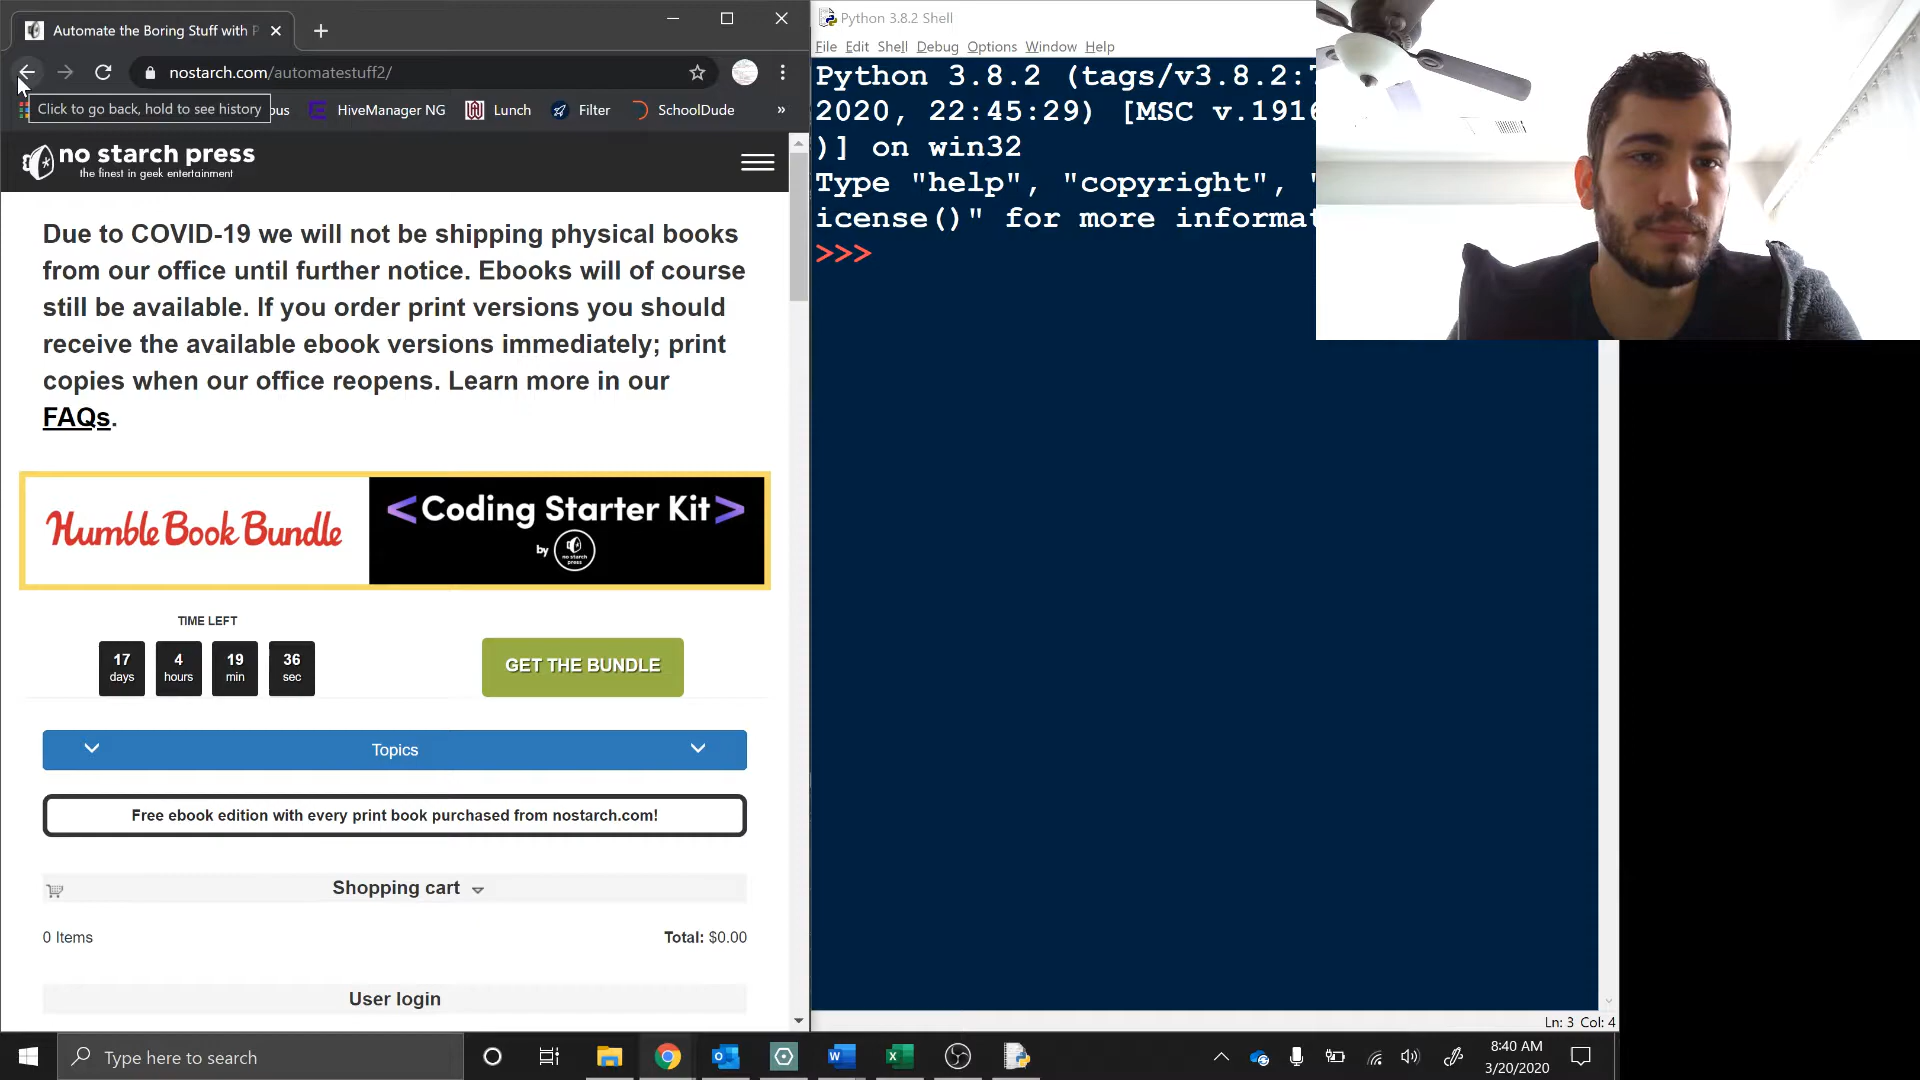 Automate the Boring Stuff with P
nostarch.com/automatestuff2/
Click to go back, hold to see history
ous
HiveManager NG
Lunch
Filter
SchoolDude
»
no starch press
the finest in geek entertainment
Due to COVID-19 we will not be shipping physical books
from our office until further notice. Ebooks will of course
still be available. If you order print versions you should
receive the available ebook versions immediately; print
copies when our office reopens. Learn more in our
FAQs.
Humble Book Bundle
<Coding Starter Kit>
by
no starch
press
TIME LEFT
17 4 19 36
days hours min sec
GET THE BUNDLE
Topics
Free ebook edition with every print book purchased from nostarch.com!
Shopping cart
0 Items Total: $0.00
User login
Python 3.8.2 Shell
File Edit Shell Debug Options Window Help
Python 3.8.2 (tags/v3.8.2:
2020, 22:45:29) [MSC v.1916
)] on win32
Type "help", "copyright", "
icense()" for more informat
>>>
Ln: 3 Col: 4
Type here to search
8:40 AM
3/20/2020